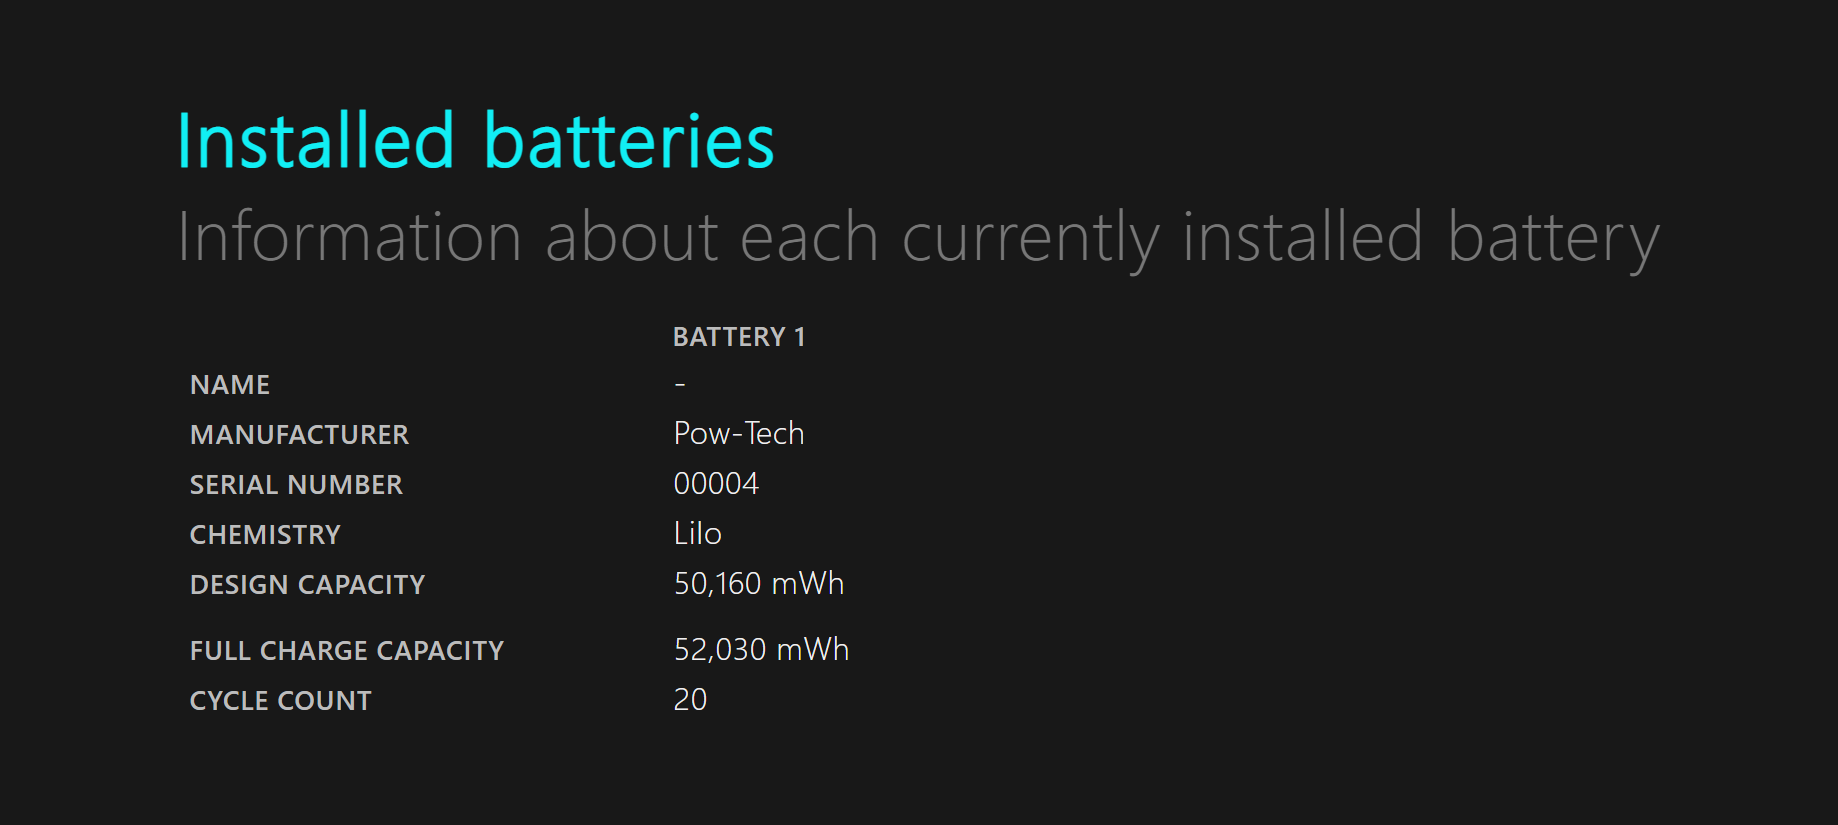 Installed batteries
Information about each currently installed battery
BATTERY 1
NAME -
MANUFACTURER Pow-Tech
SERIAL NUMBER 00004
CHEMISTRY LiIo
DESIGN CAPACITY 50,160 mWh
FULL CHARGE CAPACITY 52,030 mWh
CYCLE COUNT 20